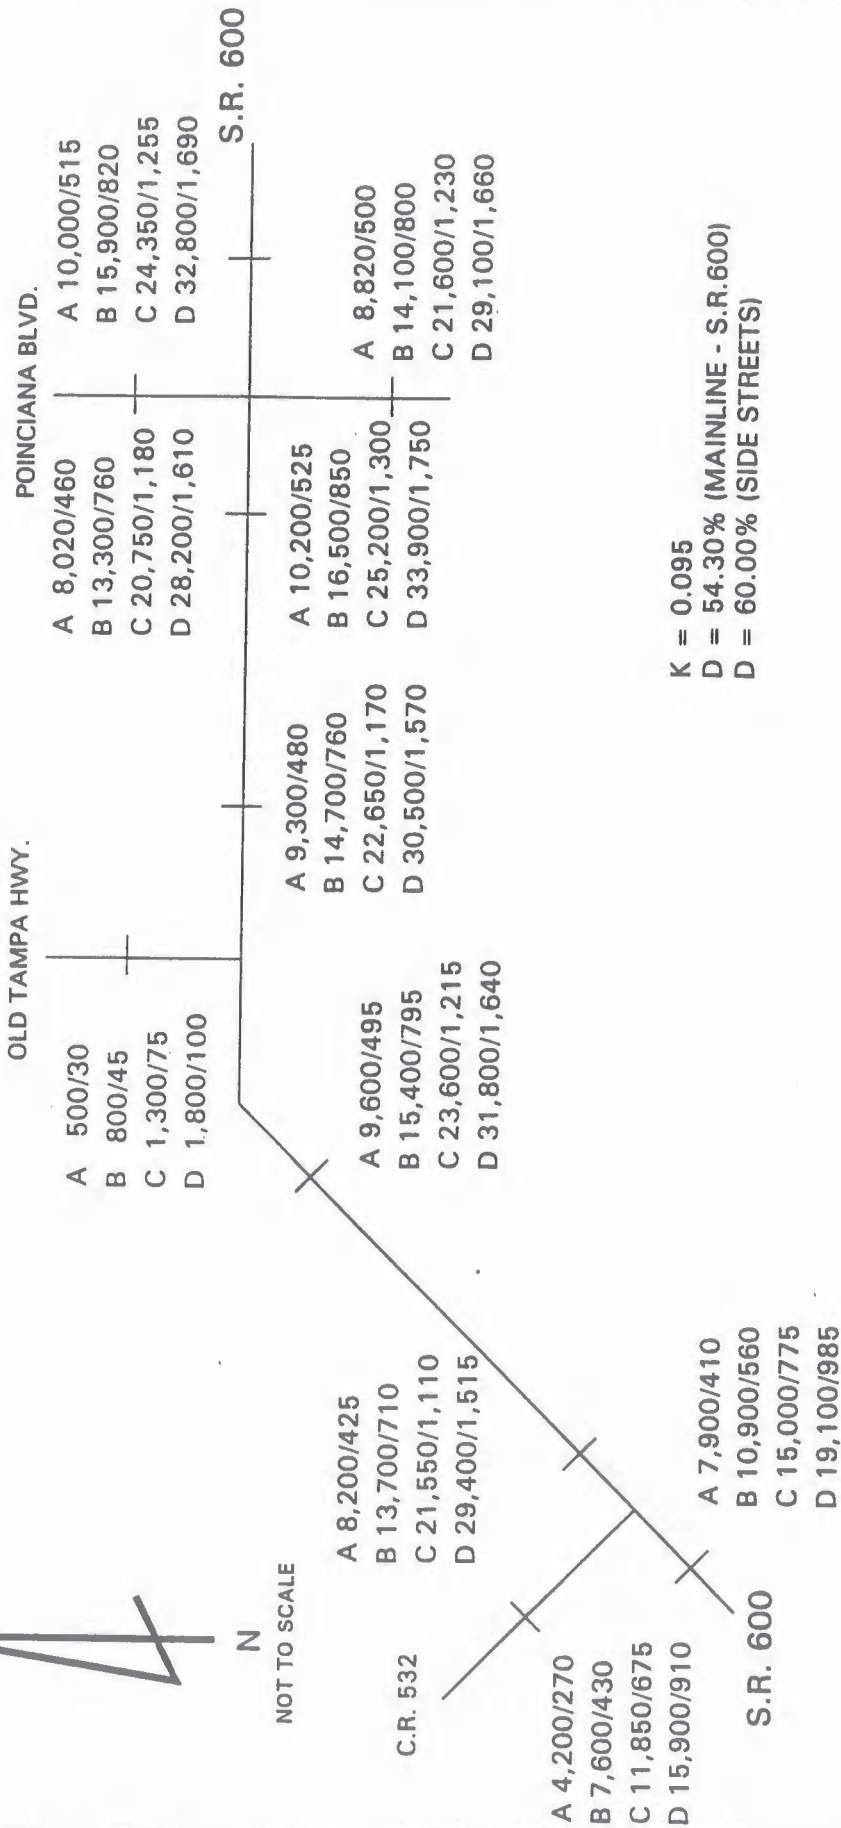 OLD TAMPA HWY.
POINCIANA BLVD.
A 500/30
B 800/45
C 1,300/75
D 1,800/100
A 8,020/460
B 13,300/760
C 20,750/1,180
D 28,200/1,610
A 10,000/515
B 15,900/820
C 24,350/1,255
D 32,800/1,690
S.R. 600
N
NOT TO SCALE
A 9,600/495
B 15,400/795
C 23,600/1,215
D 31,800/1,640
A 9,300/480
B 14,700/760
C 22,650/1,170
D 30,500/1,570
A 10,200/525
B 16,500/850
C 25,200/1,300
D 33,900/1,750
A 8,820/500
B 14,100/800
C 21,600/1,230
D 29,100/1,660
C.R. 532
A 8,200/425
B 13,700/710
C 21,550/1,110
D 29,400/1,515
A 4,200/270
B 7,600/430
C 11,850/675
D 15,900/910
S.R. 600
A 7,900/410
B 10,900/560
C 15,000/775
D 19,100/985
K = 0.095
D = 54.30% (MAINLINE - S.R.600)
D = 60.00% (SIDE STREETS)